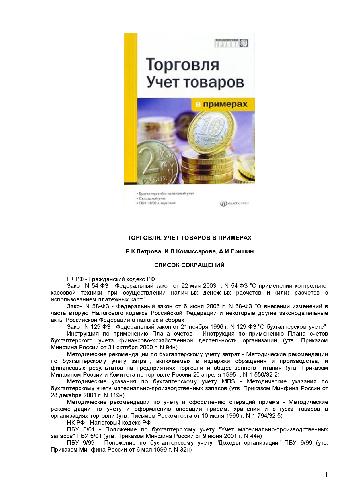 Торговля
Учет товаров
в примерах
ТОРГОВЛЯ. УЧЕТ ТОВАРОВ В ПРИМЕРАХ
СПИСОК СОКРАЩЕНИЙ
ГК РФ - Гражданский кодекс РФ
Закон N 54-ФЗ - Федеральный закон от 22 мая 2003 г. N 54-ФЗ "О применении контрольно-
кассовой техники при осуществлении наличных денежных расчетов и (или) расчетов с
использованием платежных карт"
Закон N 58-ФЗ - Федеральный закон от 6 июня 2005 г. N 58-ФЗ "О внесении изменений в
часть вторую Налогового кодекса Российской Федерации и некоторые другие законодательные
акты Российской Федерации о налогах и сборах"
Закон N 129-ФЗ - Федеральный закон от 21 ноября 1996 г. N 129-ФЗ "О бухгалтерском учете"
Инструкция по применению Плана счетов - Инструкция по применению Плана счетов
бухгалтерского учета финансово-хозяйственной деятельности организаций (утв. Приказом
Минфина России от 31 октября 2000 г. N 94н)
Методические рекомендации по бухгалтерскому учету затрат - Методические рекомендации
по бухгалтерскому учету затрат, включаемых в издержки обращения и производства, и
финансовых результатов на предприятиях торговли и общественного питания (утв. Приказом
Минфином России и Комитета по торговле России 20 апреля 1995 г. N 1-550/32-2)
Методические указания по бухгалтерскому учету МПЗ - Методические указания по
бухгалтерскому учету материально-производственных запасов (утв. Приказом Минфина России от
28 декабря 2001 г. N 119н)
Методические рекомендации по учету и оформлению операций приема - Методические
рекомендации по учету и оформлению операций приема, хранения и отпуска товаров в
организациях торговли (утв. Письмом Роскомторга от 10 июля 1996 г. N 1-794/32-5)
НК РФ - Налоговый кодекс РФ
ПБУ 5/01 - Положение по бухгалтерскому учету "Учет материально-производственных
запасов" ПБУ 5/01 (утв. Приказом Минфина России от 9 июня 2001 г. N 44н)
ПБУ 9/99 - Положение по бухгалтерскому учету "Доходы организации" ПБУ 9/99 (утв.
Приказом Минфина России от 6 мая 1999 г. N 32н)
1